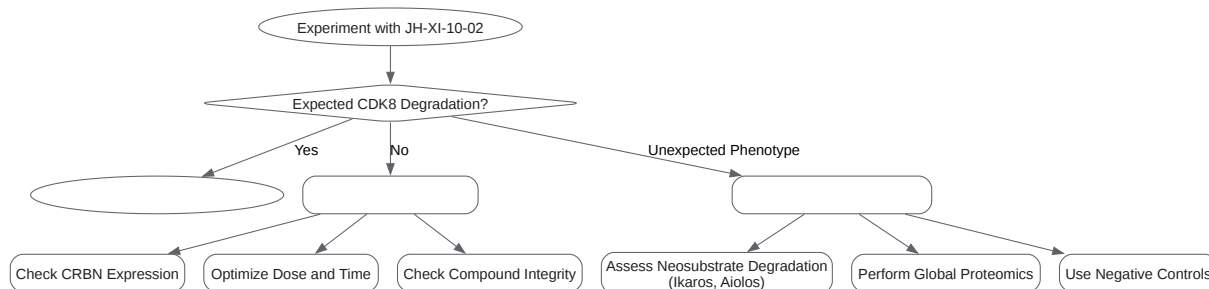 Experiment with JH-XI-10-02
Expected CDK8 Degradation?
Yes
No
Unexpected Phenotype
Check CRBN Expression
Optimize Dose and Time
Check Compound Integrity
Assess Neosubstrate Degradation
(Ikaros, Aiolos)
Perform Global Proteomics
Use Negative Controls